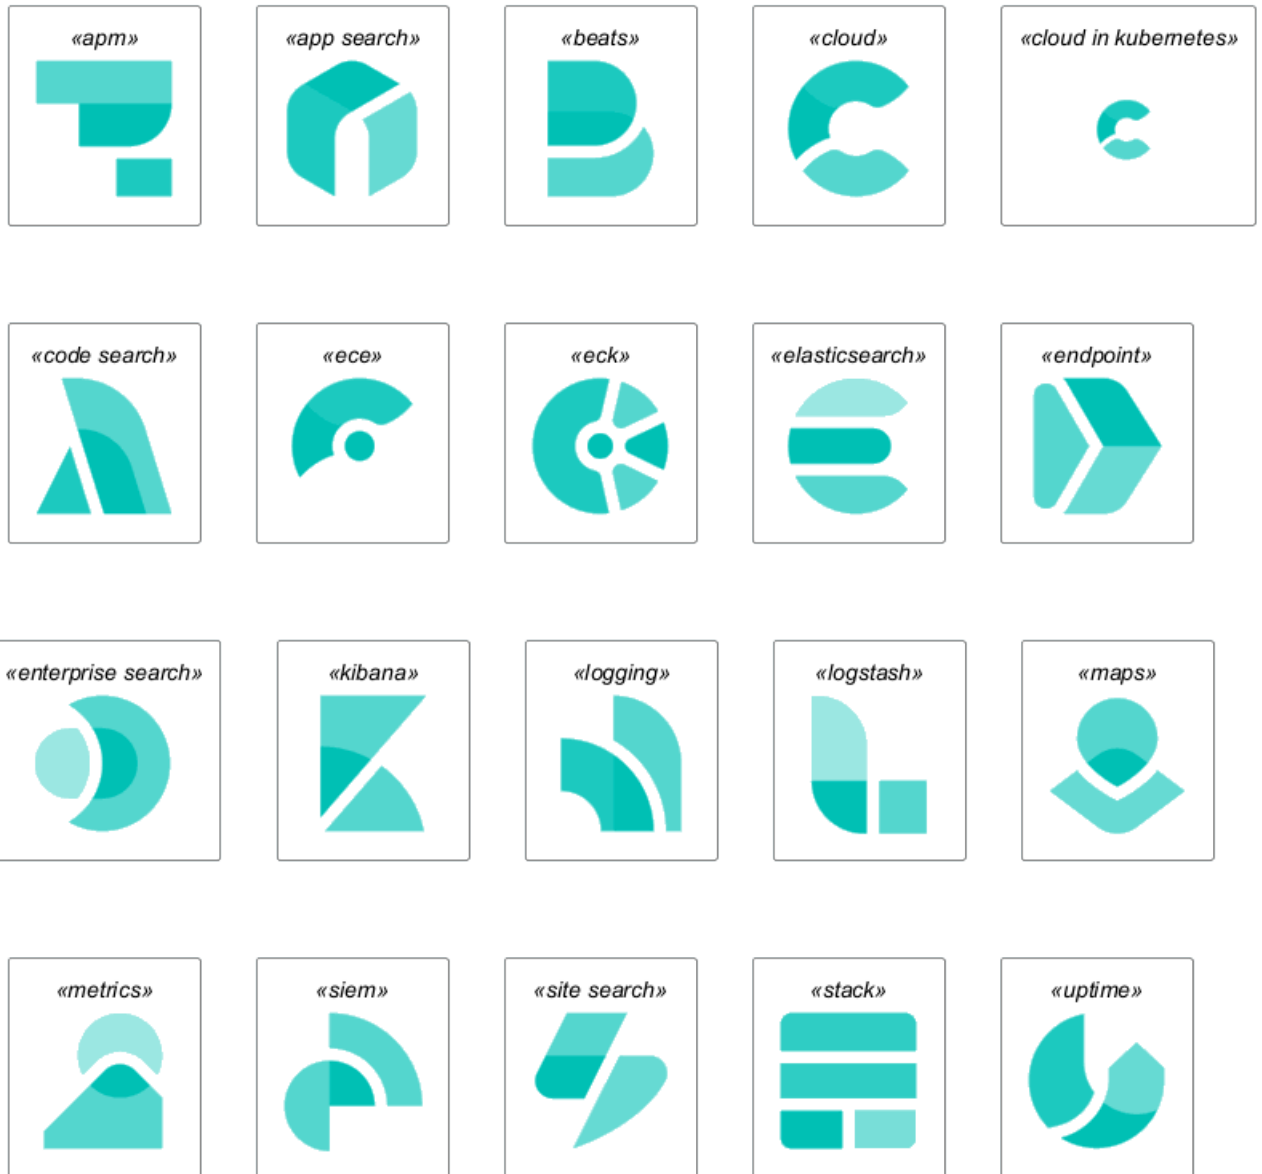 «apm»
«app search»
«beats»
«cloud»
«cloud in kubernetes»
«code search»
«ece»
«eck»
«elasticsearch»
«endpoint»
«enterprise search»
«kibana»
«logging»
«logstash»
«maps»
«metrics»
«siem»
«site search»
«stack»
«uptime»